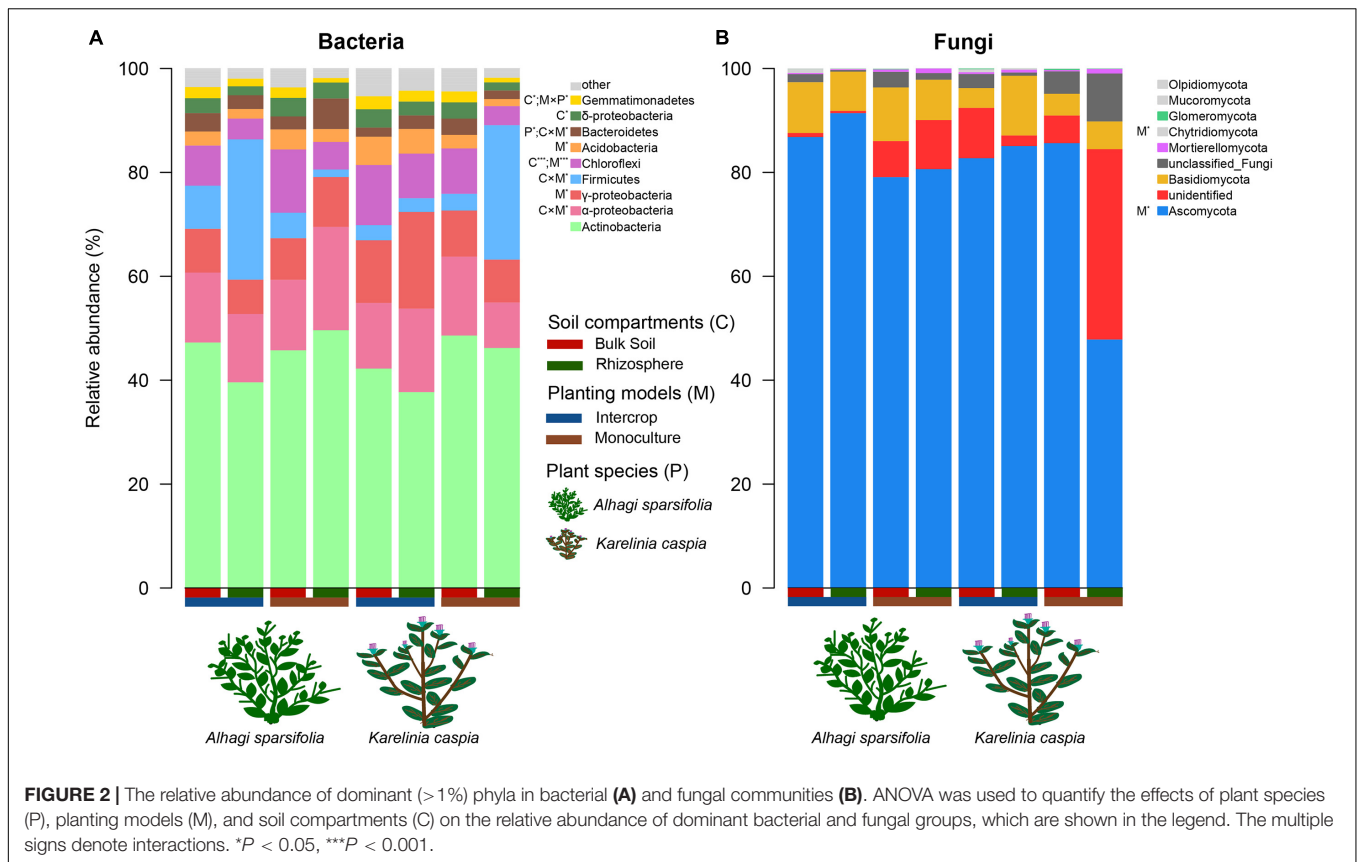 A
Bacteria
Relative abundance (%)
100
80
60
40
20
0
other
C*;M×P* Gemmatimonadetes
C* δ-proteobacteria
P*;C×M* Bacteroidetes
M* Acidobacteria
C***;M*** Chloroflexi
C×M* Firmicutes
M* γ-proteobacteria
C×M* α-proteobacteria
Actinobacteria
Soil compartments (C)
Bulk Soil
Rhizosphere
Planting models (M)
Intercrop
Monoculture
Plant species (P)
Alhagi sparsifolia
Karelinia caspia
Alhagi sparsifolia
Karelinia caspia
B
Fungi
100
80
60
40
20
0
Olpidiomycota
Mucoromycota
Glomeromycota
M* Chytridiomycota
Mortierellomycota
unclassified_Fungi
Basidiomycota
unidentified
M* Ascomycota
Alhagi sparsifolia
Karelinia caspia
FIGURE 2 | The relative abundance of dominant (>1%) phyla in bacterial (A) and fungal communities (B). ANOVA was used to quantify the effects of plant species
(P), planting models (M), and soil compartments (C) on the relative abundance of dominant bacterial and fungal groups, which are shown in the legend. The multiple
signs denote interactions. *P < 0.05, ***P < 0.001.